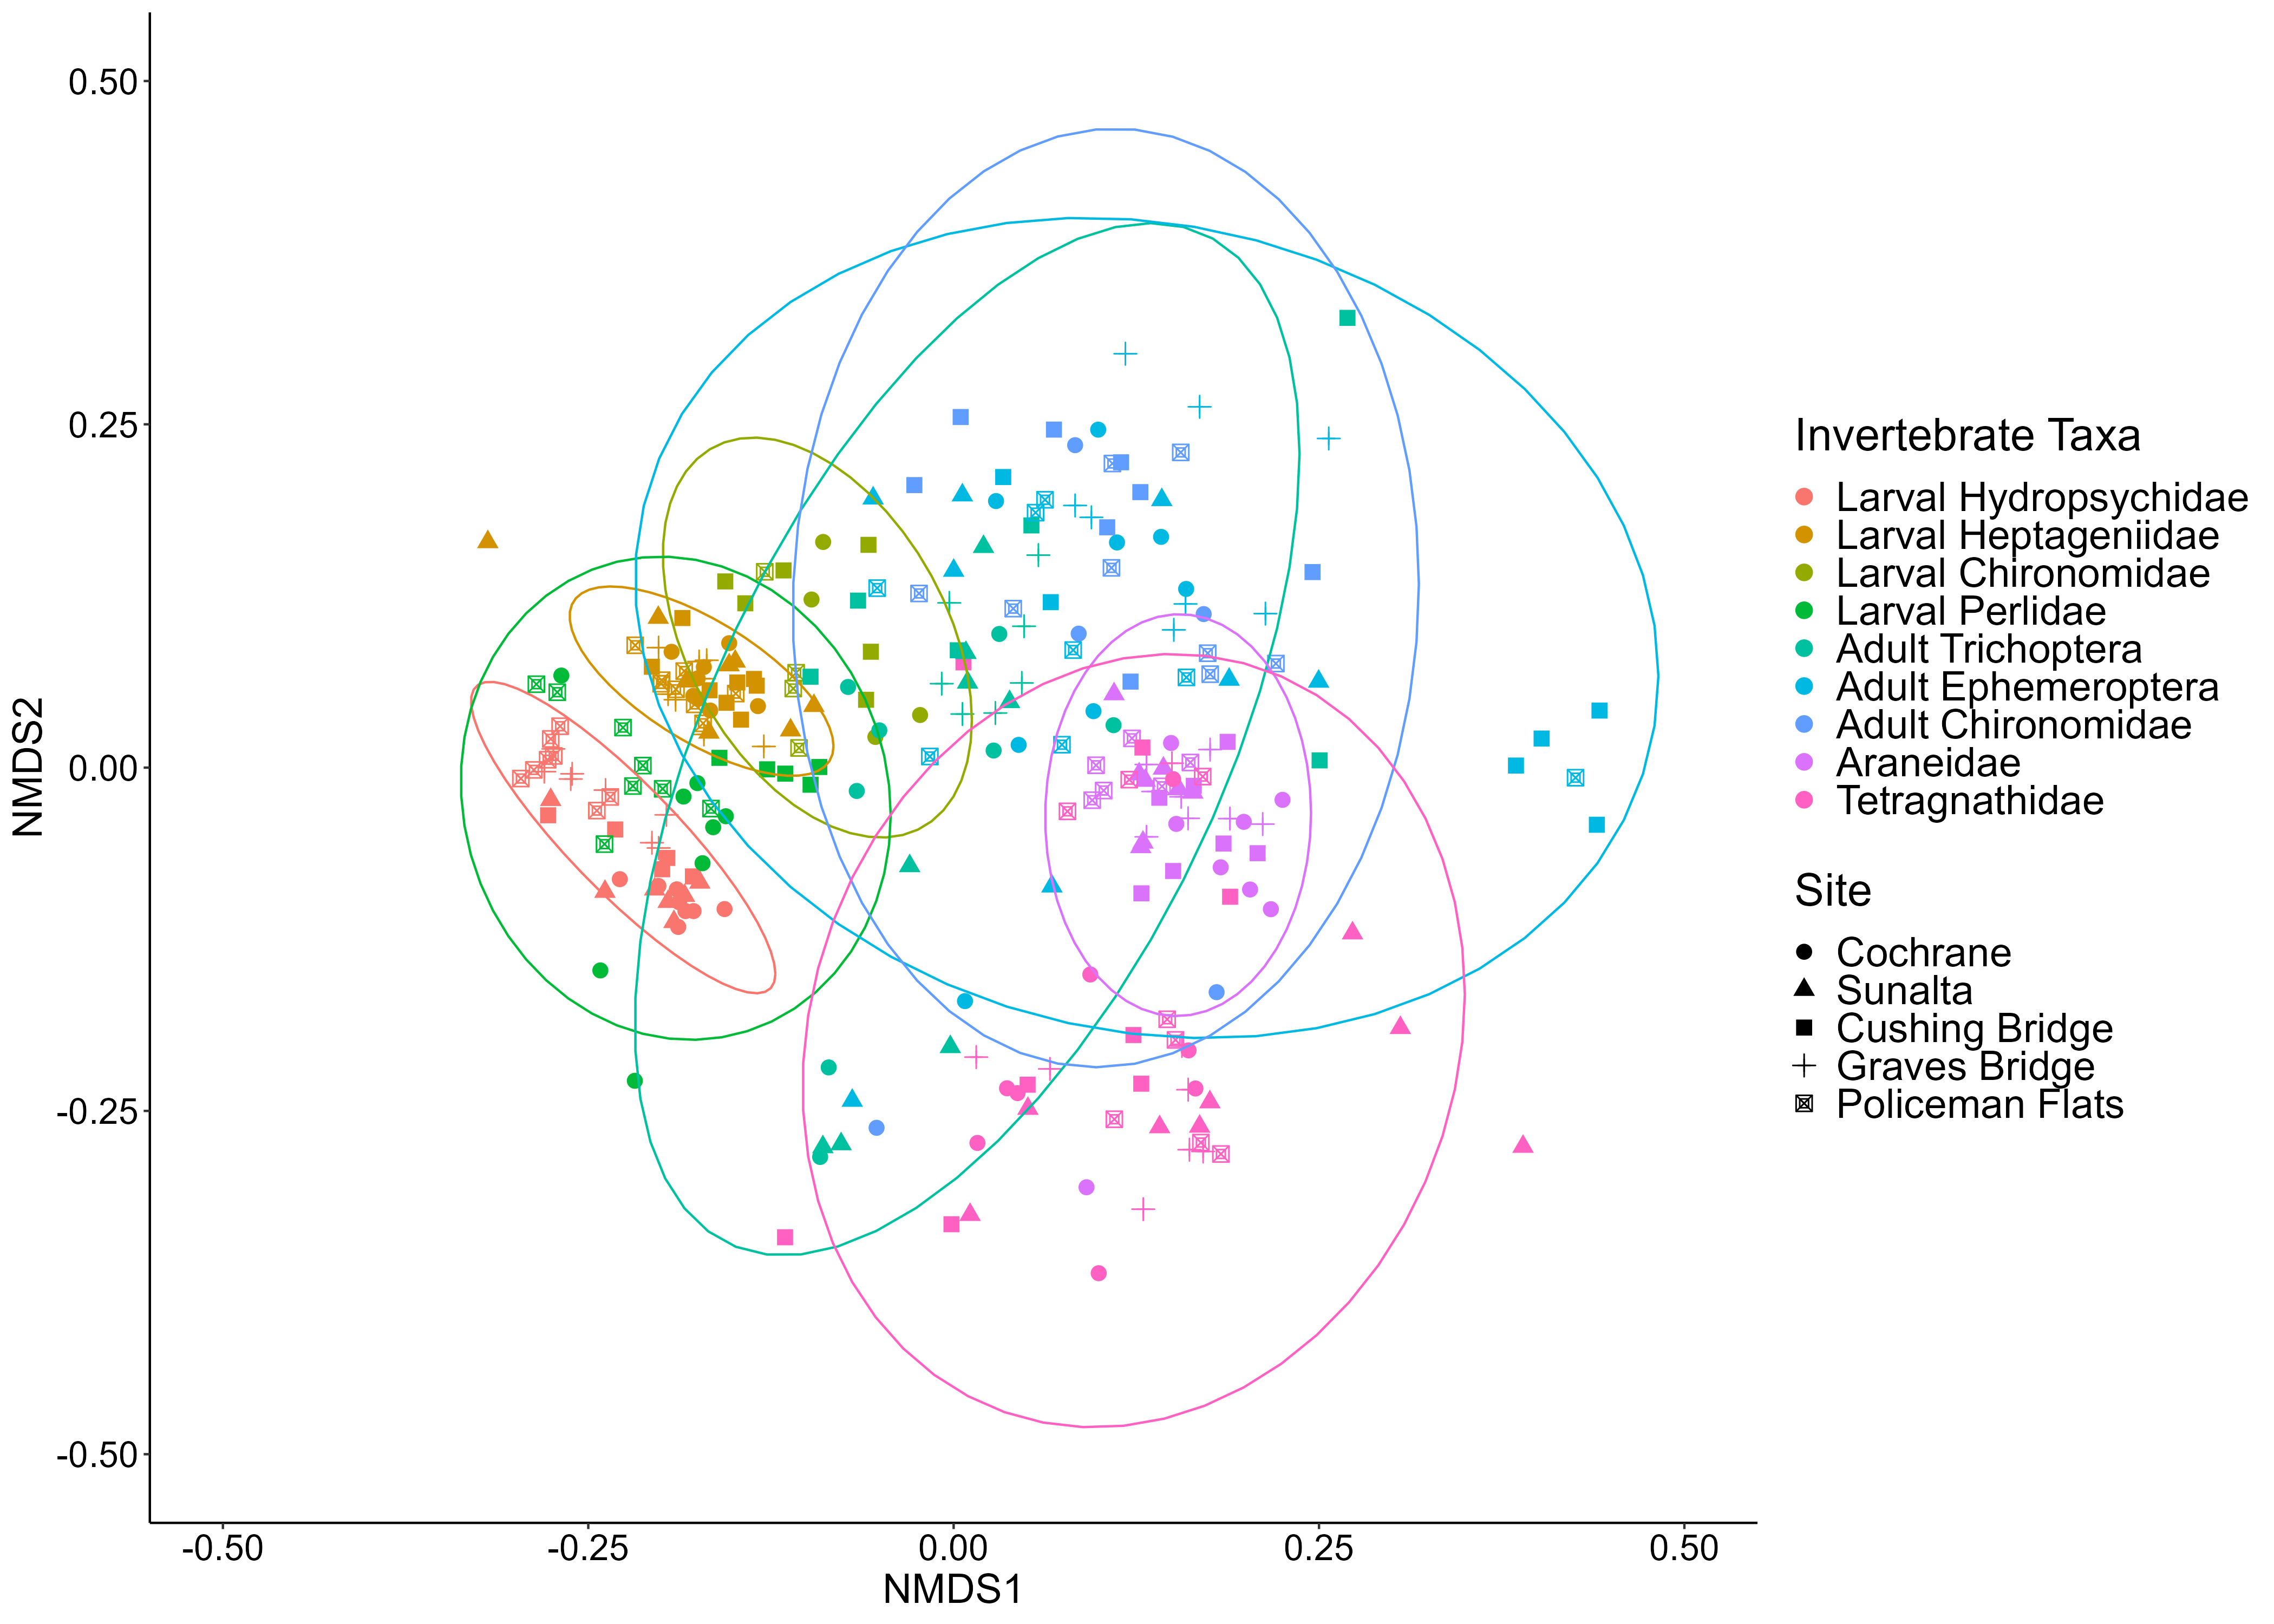 0.50
0.25
0.00
-0.25
-0.50
NMDS2
-0.50
-0.25
0.00
0.25
0.50
NMDS1
Invertebrate Taxa
Larval Hydropsychidae
Larval Heptageniidae
Larval Chironomidae
Larval Perlidae
Adult Trichoptera
Adult Ephemeroptera
Adult Chironomidae
Araneidae
Tetragnathidae
Site
Cochrane
Sunalta
Cushing Bridge
Graves Bridge
Policeman Flats